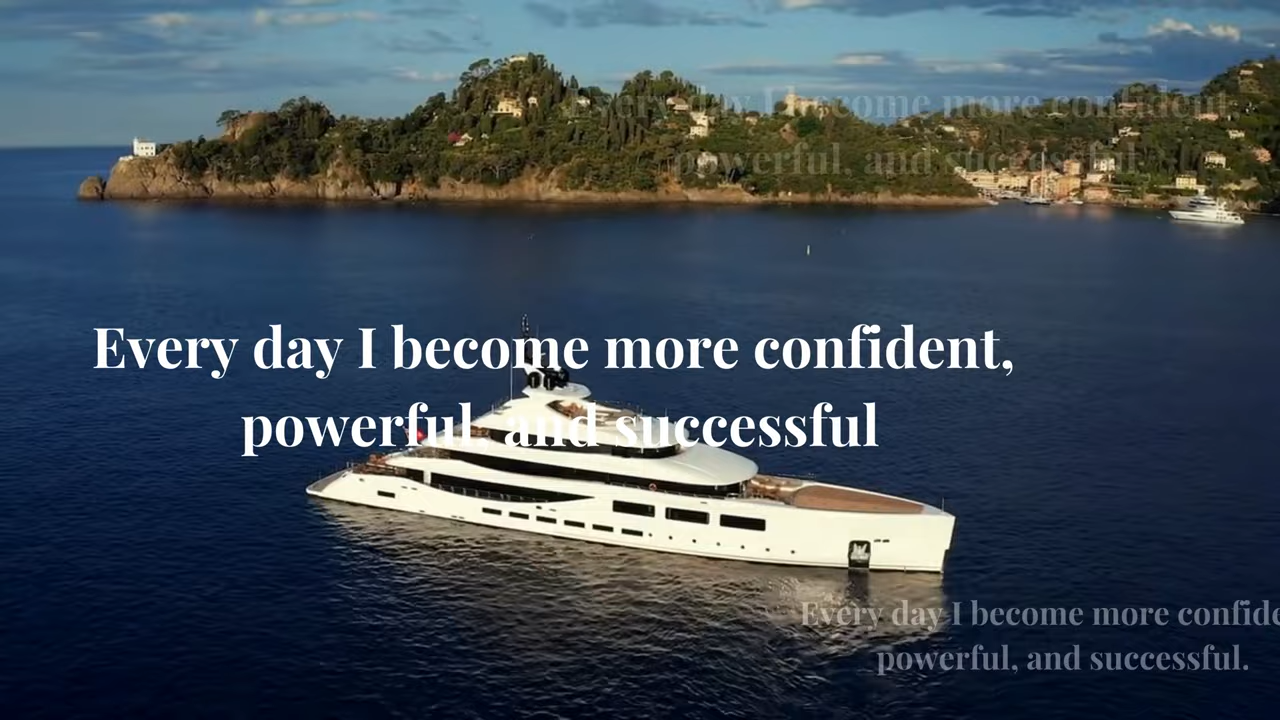 Every day I become more confident,
powerful, and successful.
Every day I become more confident,
powerful, and successful
Every day I become more confide
powerful, and successful.